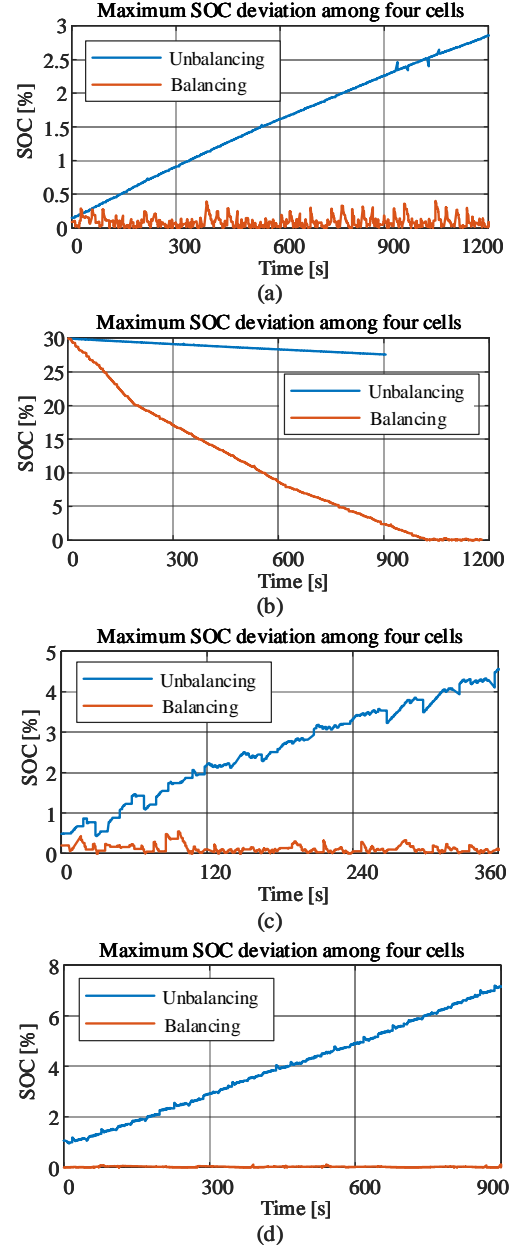 Maximum SOC deviation among four cells
3
2.5
2
1.5
1
0.5
0
SOC [%]
Unbalancing
Balancing
0 300 600 900 1200
Time [s]
(a)
Maximum SOC deviation among four cells
30
25
20
15
10
5
0
SOC [%]
Unbalancing
Balancing
0 300 600 900 1200
Time [s]
(b)
Maximum SOC deviation among four cells
5
4
3
2
1
0
SOC [%]
Unbalancing
Balancing
0 120 240 360
Time [s]
(c)
Maximum SOC deviation among four cells
8
6
4
2
0
SOC [%]
Unbalancing
Balancing
0 300 600 900
Time [s]
(d)